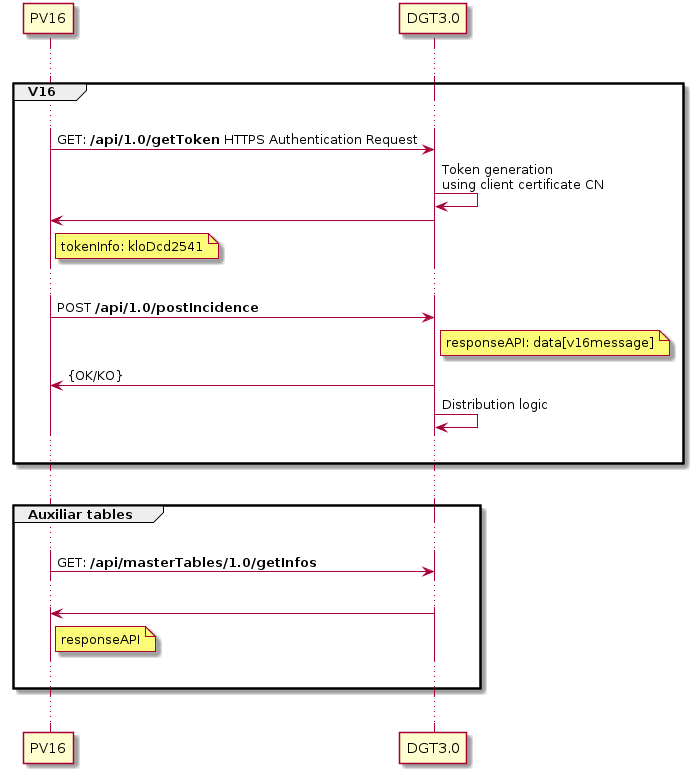 PV16
DGT3.0
V16
GET: /api/1.0/getToken HTTPS Authentication Request
Token generation
using client certificate CN
tokenInfo: kloDcd2541
POST /api/1.0/postIncidence
responseAPI: data[v16message]
{OK/KO}
Distribution logic
Auxiliar tables
GET: /api/masterTables/1.0/getInfos
responseAPI
PV16
DGT3.0